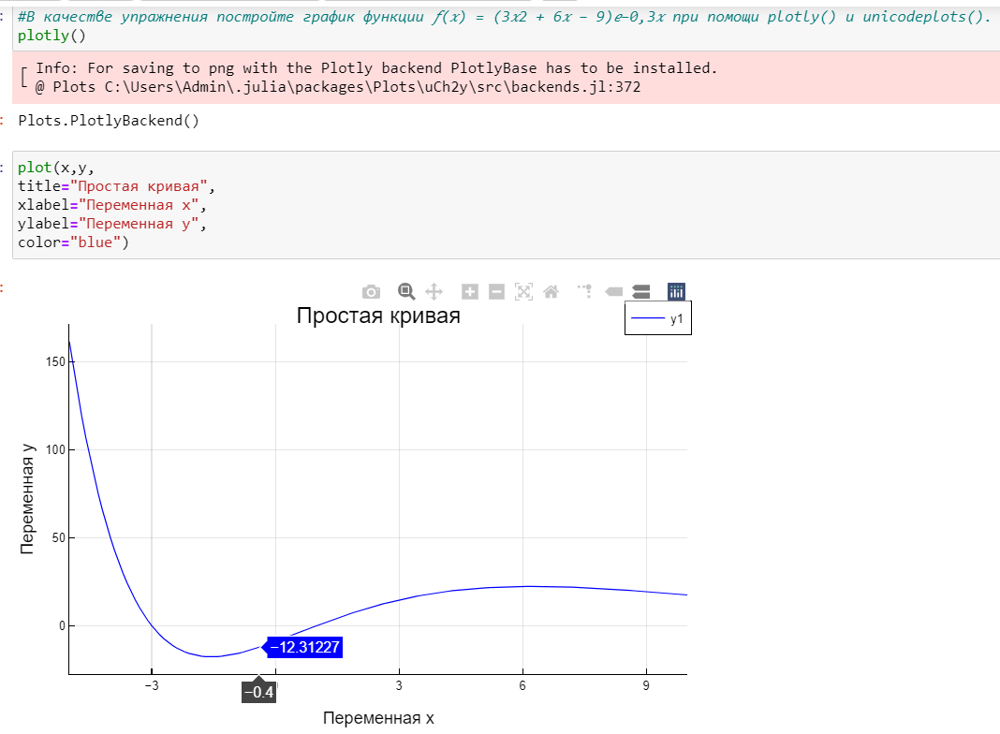 #В качестве упражнения постройте график функции 𝑓(𝑥) = (3𝑥2 + 6𝑥 − 9)𝑒−0,3𝑥 при помощи plotly() и unicodeplots().
plotly()
┌ Info: For saving to png with the Plotly backend PlotlyBase has to be installed.
└ @ Plots C:\Users\Admin\.julia\packages\Plots\uCh2y\src\backends.jl:372
Plots.PlotlyBackend()
plot(x,y,
title="Простая кривая",
xlabel="Переменная x",
ylabel="Переменная y",
color="blue")
Простая кривая
y1
150
100
50
0
Переменная y
−12.31227
−3
3
6
9
−0.4
Переменная x